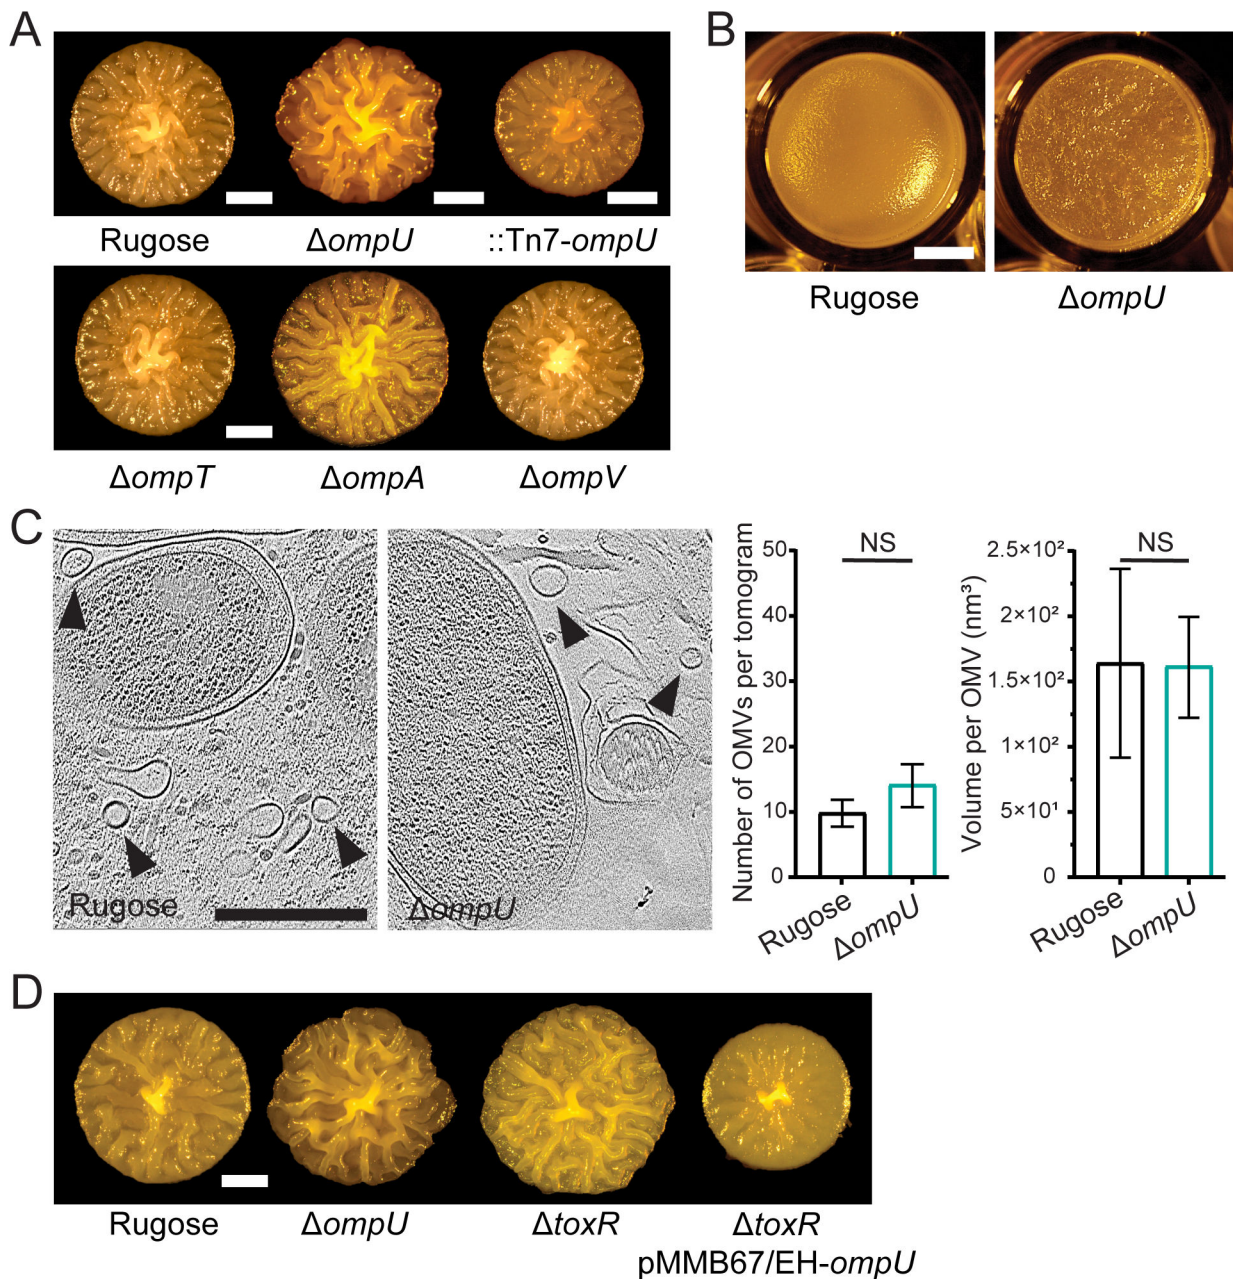 A
Rugose
ΔompU
::Tn7-ompU
ΔompT
ΔompA
ΔompV
B
Rugose
ΔompU
C
Rugose
ΔompU
Number of OMVs per tomogram
50
40
30
20
10
0
NS
Rugose
ΔompU
Volume per OMV (nm³)
2.5×10²
2×10²
1.5×10²
1×10²
5×10¹
0
NS
Rugose
ΔompU
D
Rugose
ΔompU
ΔtoxR
ΔtoxR
pMMB67/EH-ompU